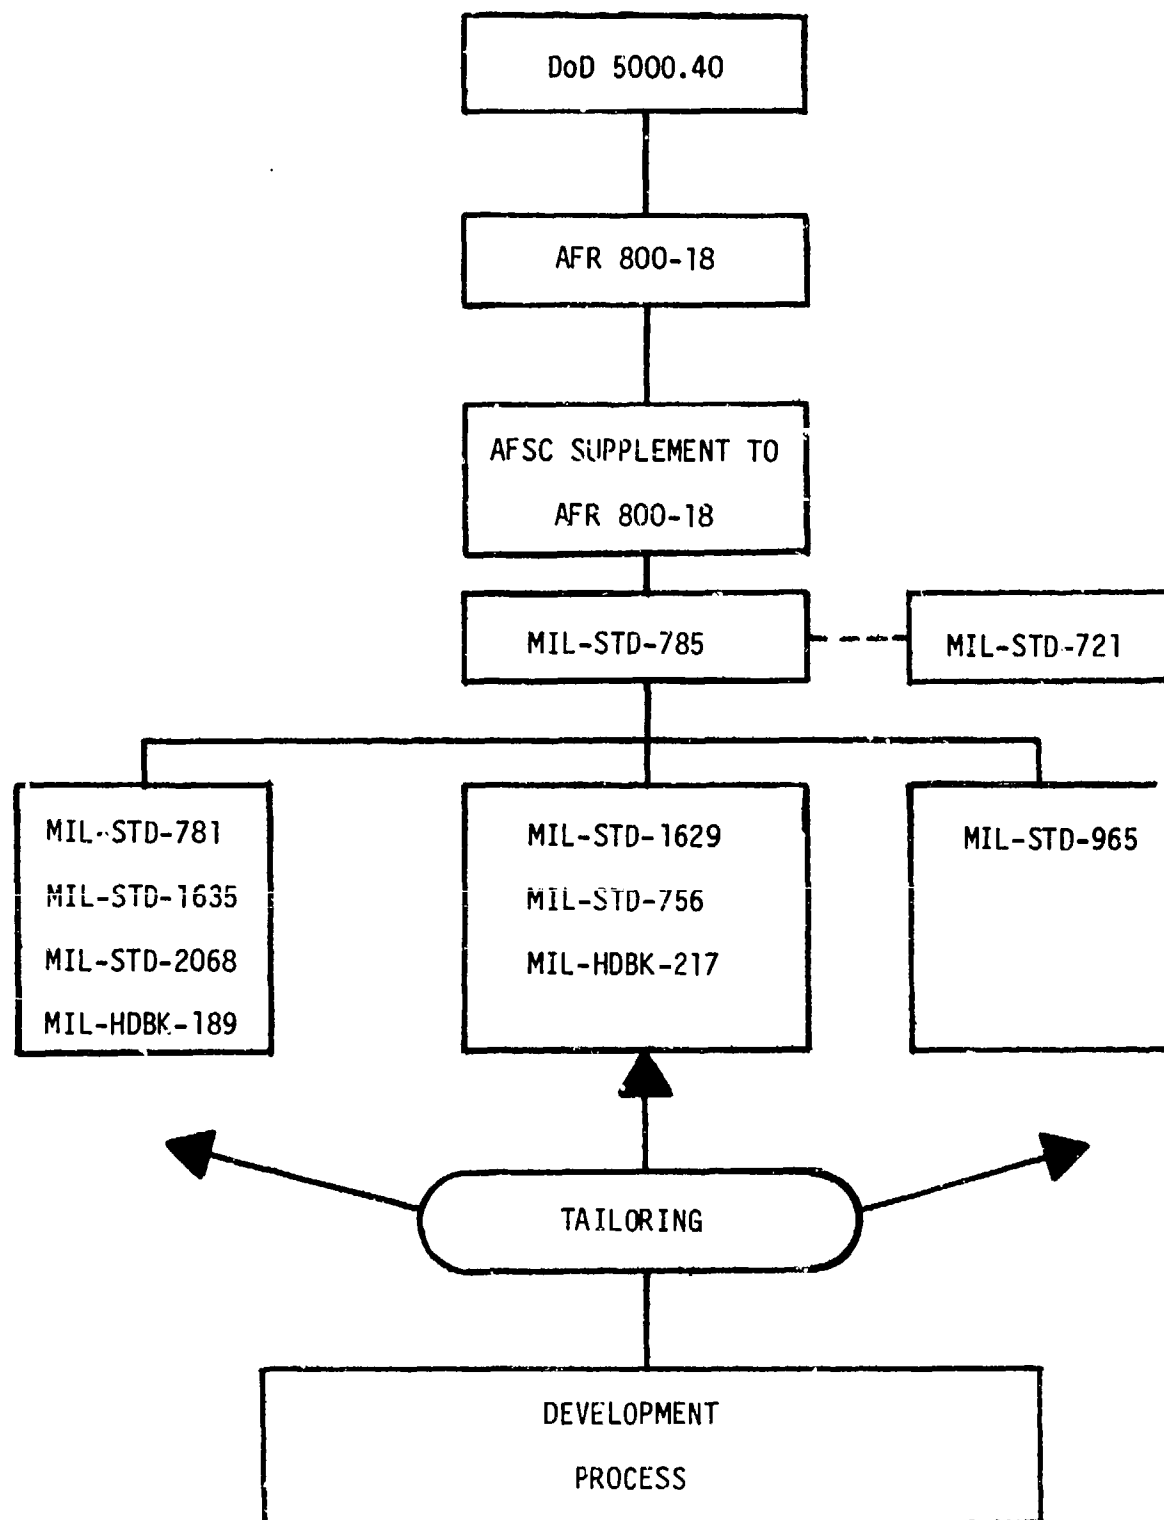 DoD 5000.40
AFR 800-18
AFSC SUPPLEMENT TO
AFR 800-18
MIL-STD-785
MIL-STD-721
MIL-STD-781
MIL-STD-1635
MIL-STD-2068
MIL-HDBK-189
MIL-STD-1629
MIL-STD-756
MIL-HDBK-217
MIL-STD-965
TAILORING
DEVELOPMENT
PROCESS